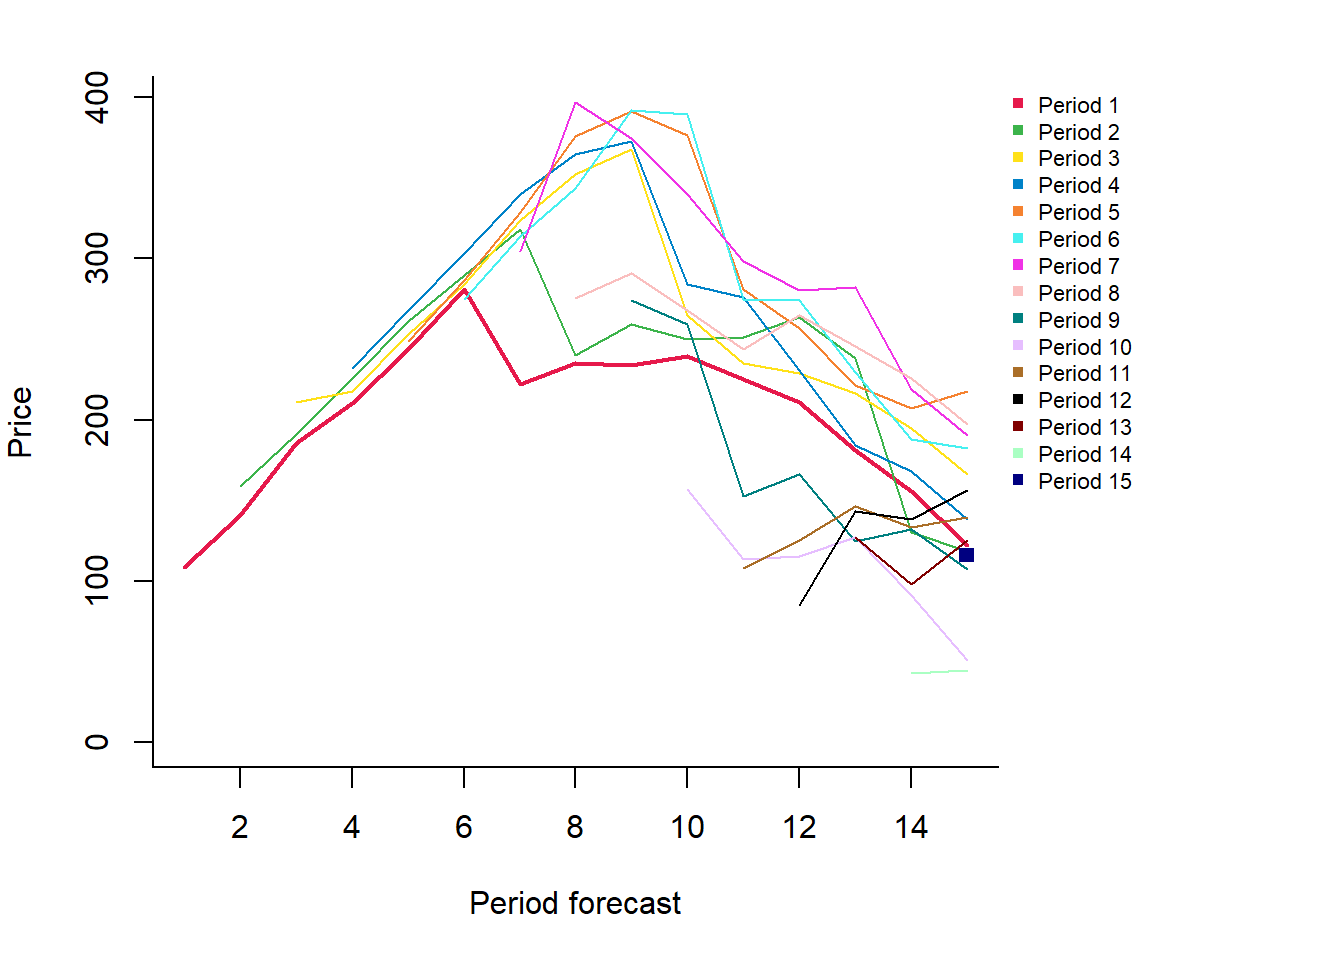 400
300
200
100
0
Price
2 4 6 8 10 12 14
Period forecast
Period 1
Period 2
Period 3
Period 4
Period 5
Period 6
Period 7
Period 8
Period 9
Period 10
Period 11
Period 12
Period 13
Period 14
Period 15